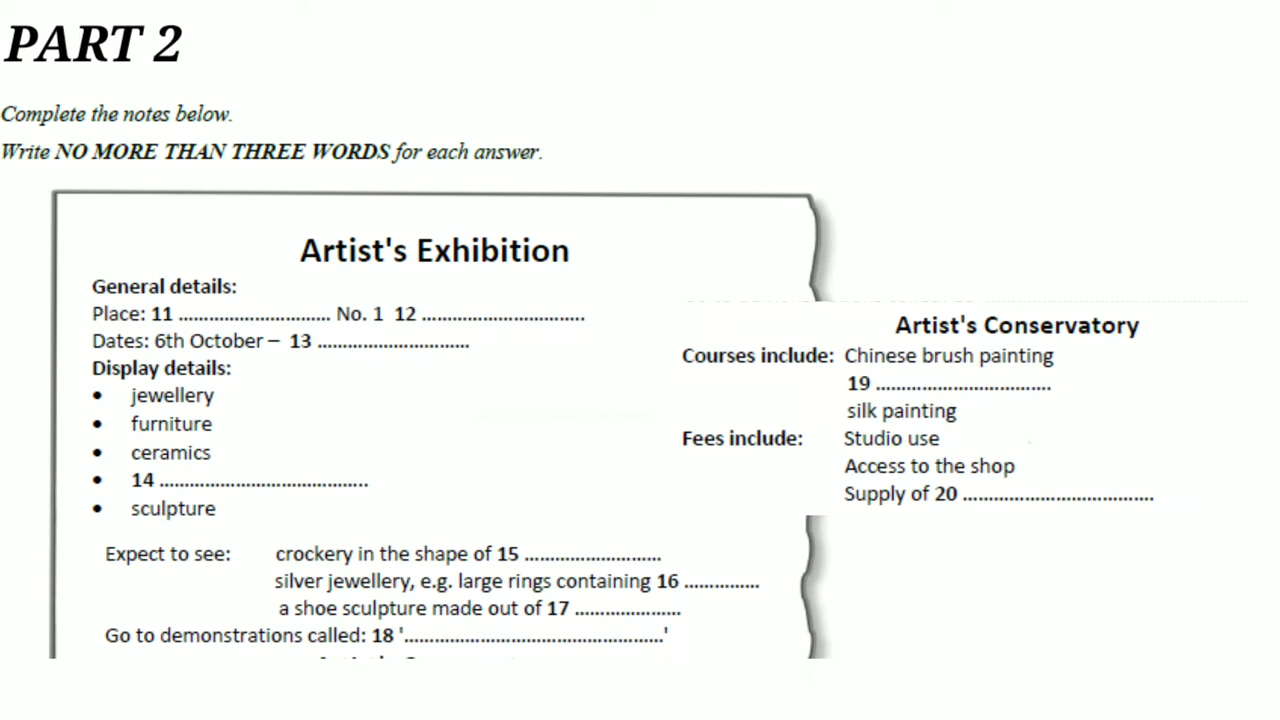 PART 2
Complete the notes below.
Write NO MORE THAN THREE WORDS for each answer.
Artist's Exhibition
General details:
Place: 11 .............................. No. 1 12 ................................
Dates: 6th October – 13 ..............................
Display details:
• jewellery
• furniture
• ceramics
• 14 .........................................
• sculpture
Expect to see: crockery in the shape of 15 ...........................
silver jewellery, e.g. large rings containing 16 ...............
a shoe sculpture made out of 17 .....................
Go to demonstrations called: 18 '...................................................'
Artist's Conservatory
Courses include: Chinese brush painting
19 ..................................
silk painting
Fees include: Studio use
Access to the shop
Supply of 20 .....................................